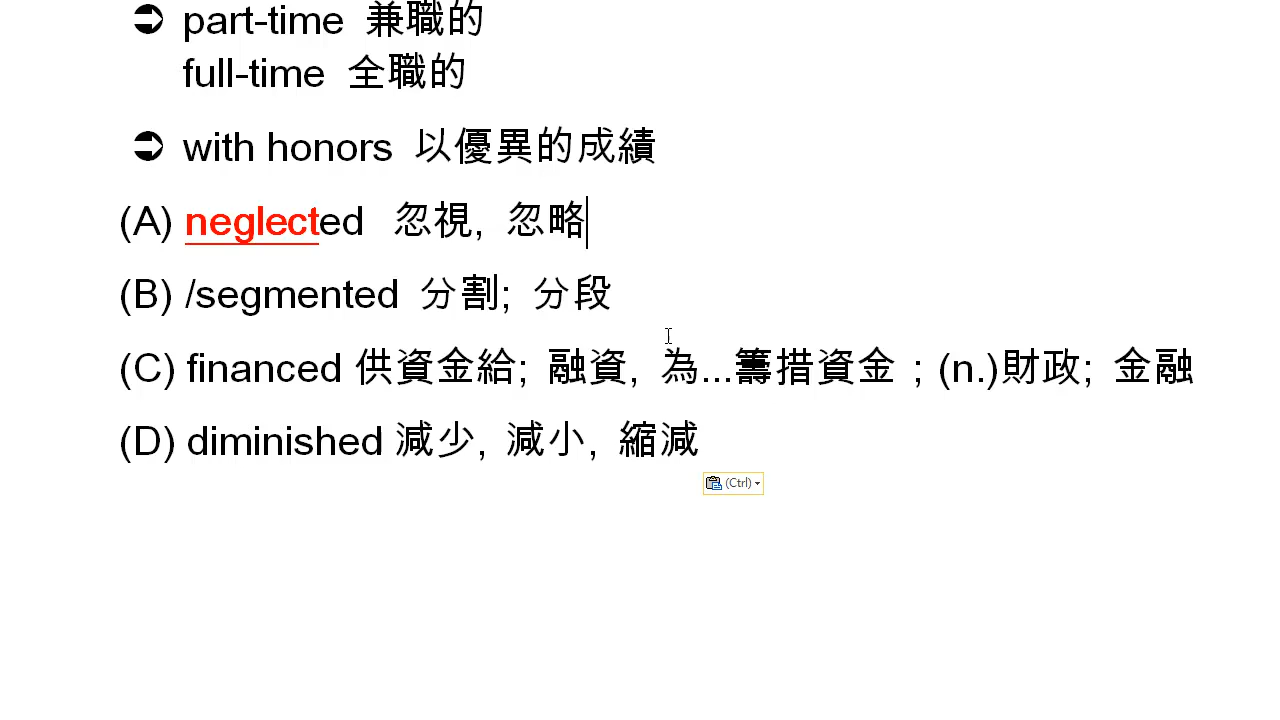 ➲ part-time 兼職的
full-time 全職的
➲ with honors 以優異的成績
(A) neglected 忽視, 忽略
(B) /segmented 分割; 分段
(C) financed 供資金給; 融資, 為...籌措資金；(n.)財政; 金融
(D) diminished 減少, 減小, 縮減
(Ctrl)